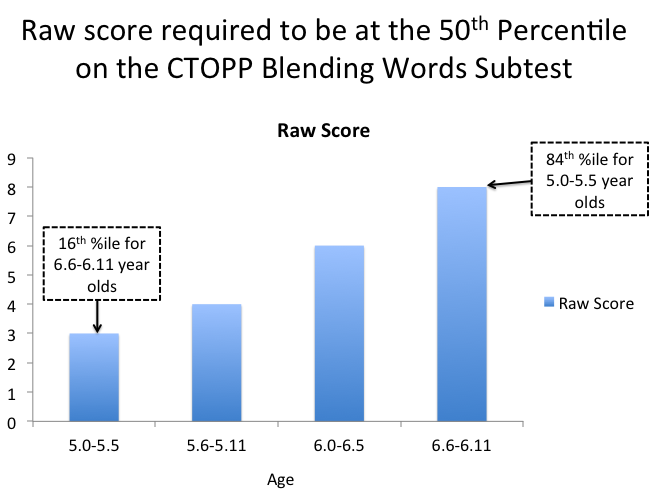 Raw score required to be at the 50th Percentile
on the CTOPP Blending Words Subtest
Raw Score
9
8
7
6
5
4
3
2
1
0
16th %ile for
6.6-6.11 year
olds
84th %ile for
5.0-5.5 year
olds
Raw Score
5.0-5.5
5.6-5.11
6.0-6.5
6.6-6.11
Age